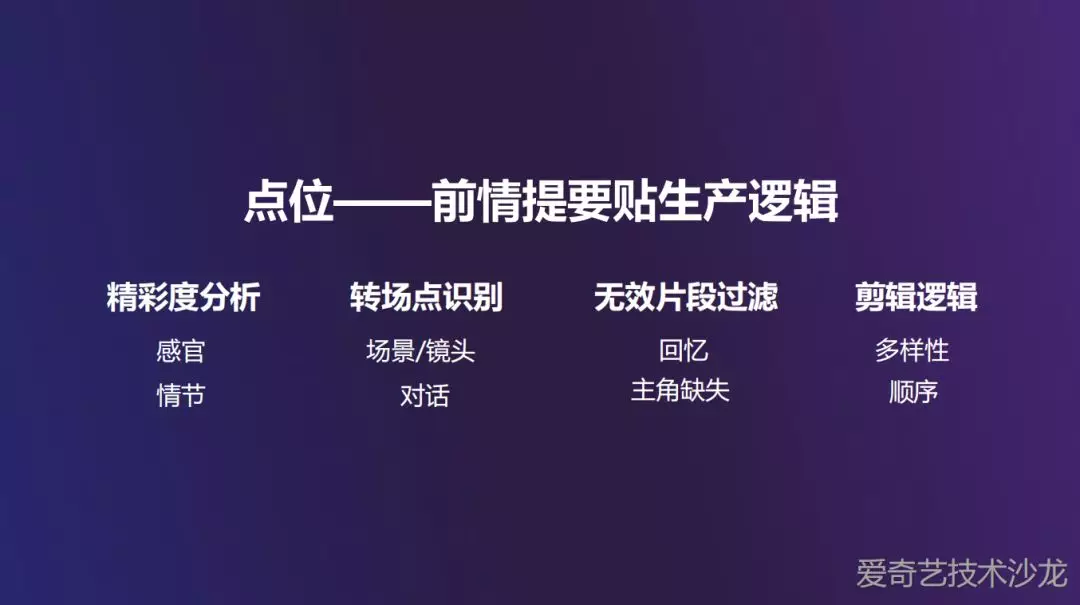 点位——前情提要贴生产逻辑
精彩度分析
感官
情节
转场点识别
场景/镜头
对话
无效片段过滤
回忆
主角缺失
剪辑逻辑
多样性
顺序
爱奇艺技术沙龙